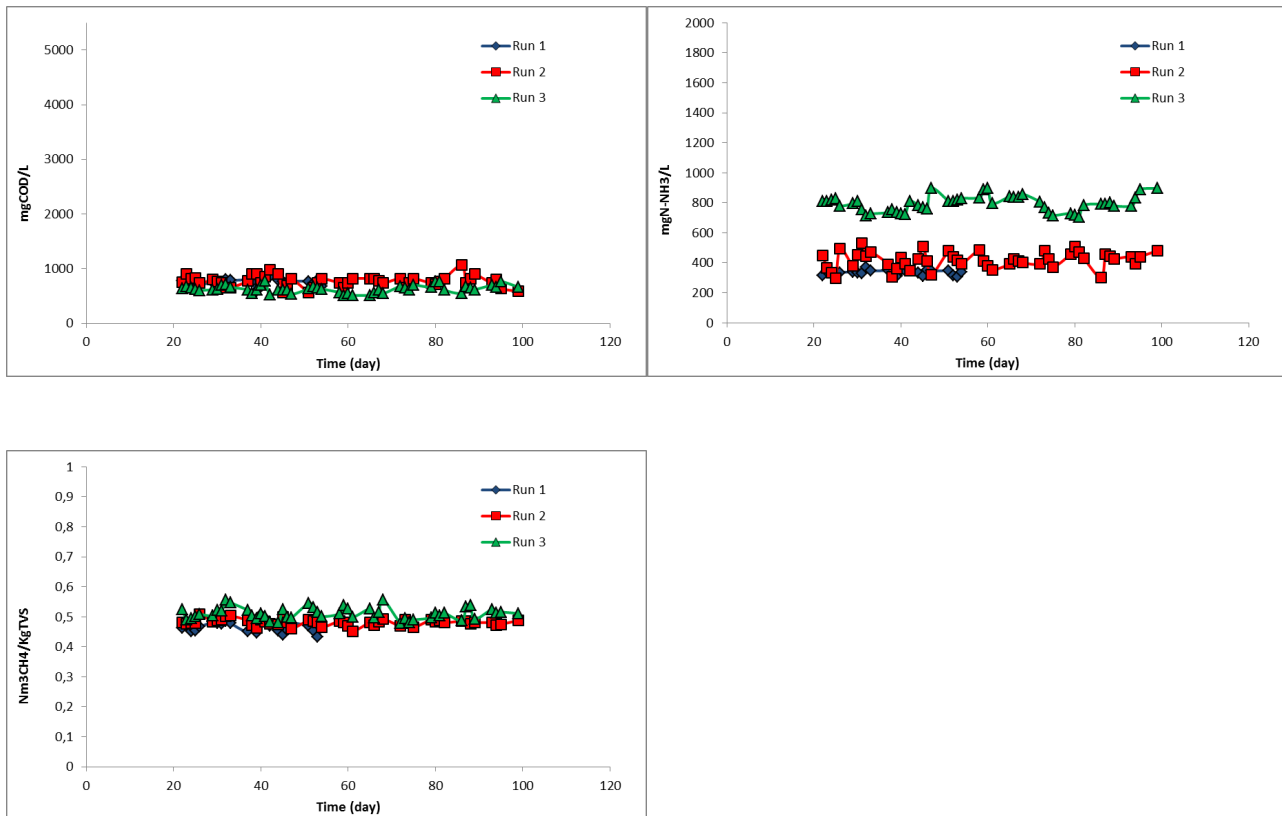 5000
4000
3000
2000
1000
0
mgCOD/L
0 20 40 60 80 100 120
Time (day)
Run 1
Run 2
Run 3
2000
1800
1600
1400
1200
1000
800
600
400
200
0
mgN-NH3/L
0 20 40 60 80 100 120
Time (day)
Run 1
Run 2
Run 3
1
0,9
0,8
0,7
0,6
0,5
0,4
0,3
0,2
0,1
0
Nm3CH4/KgTVS
0 20 40 60 80 100 120
Time (day)
Run 1
Run 2
Run 3